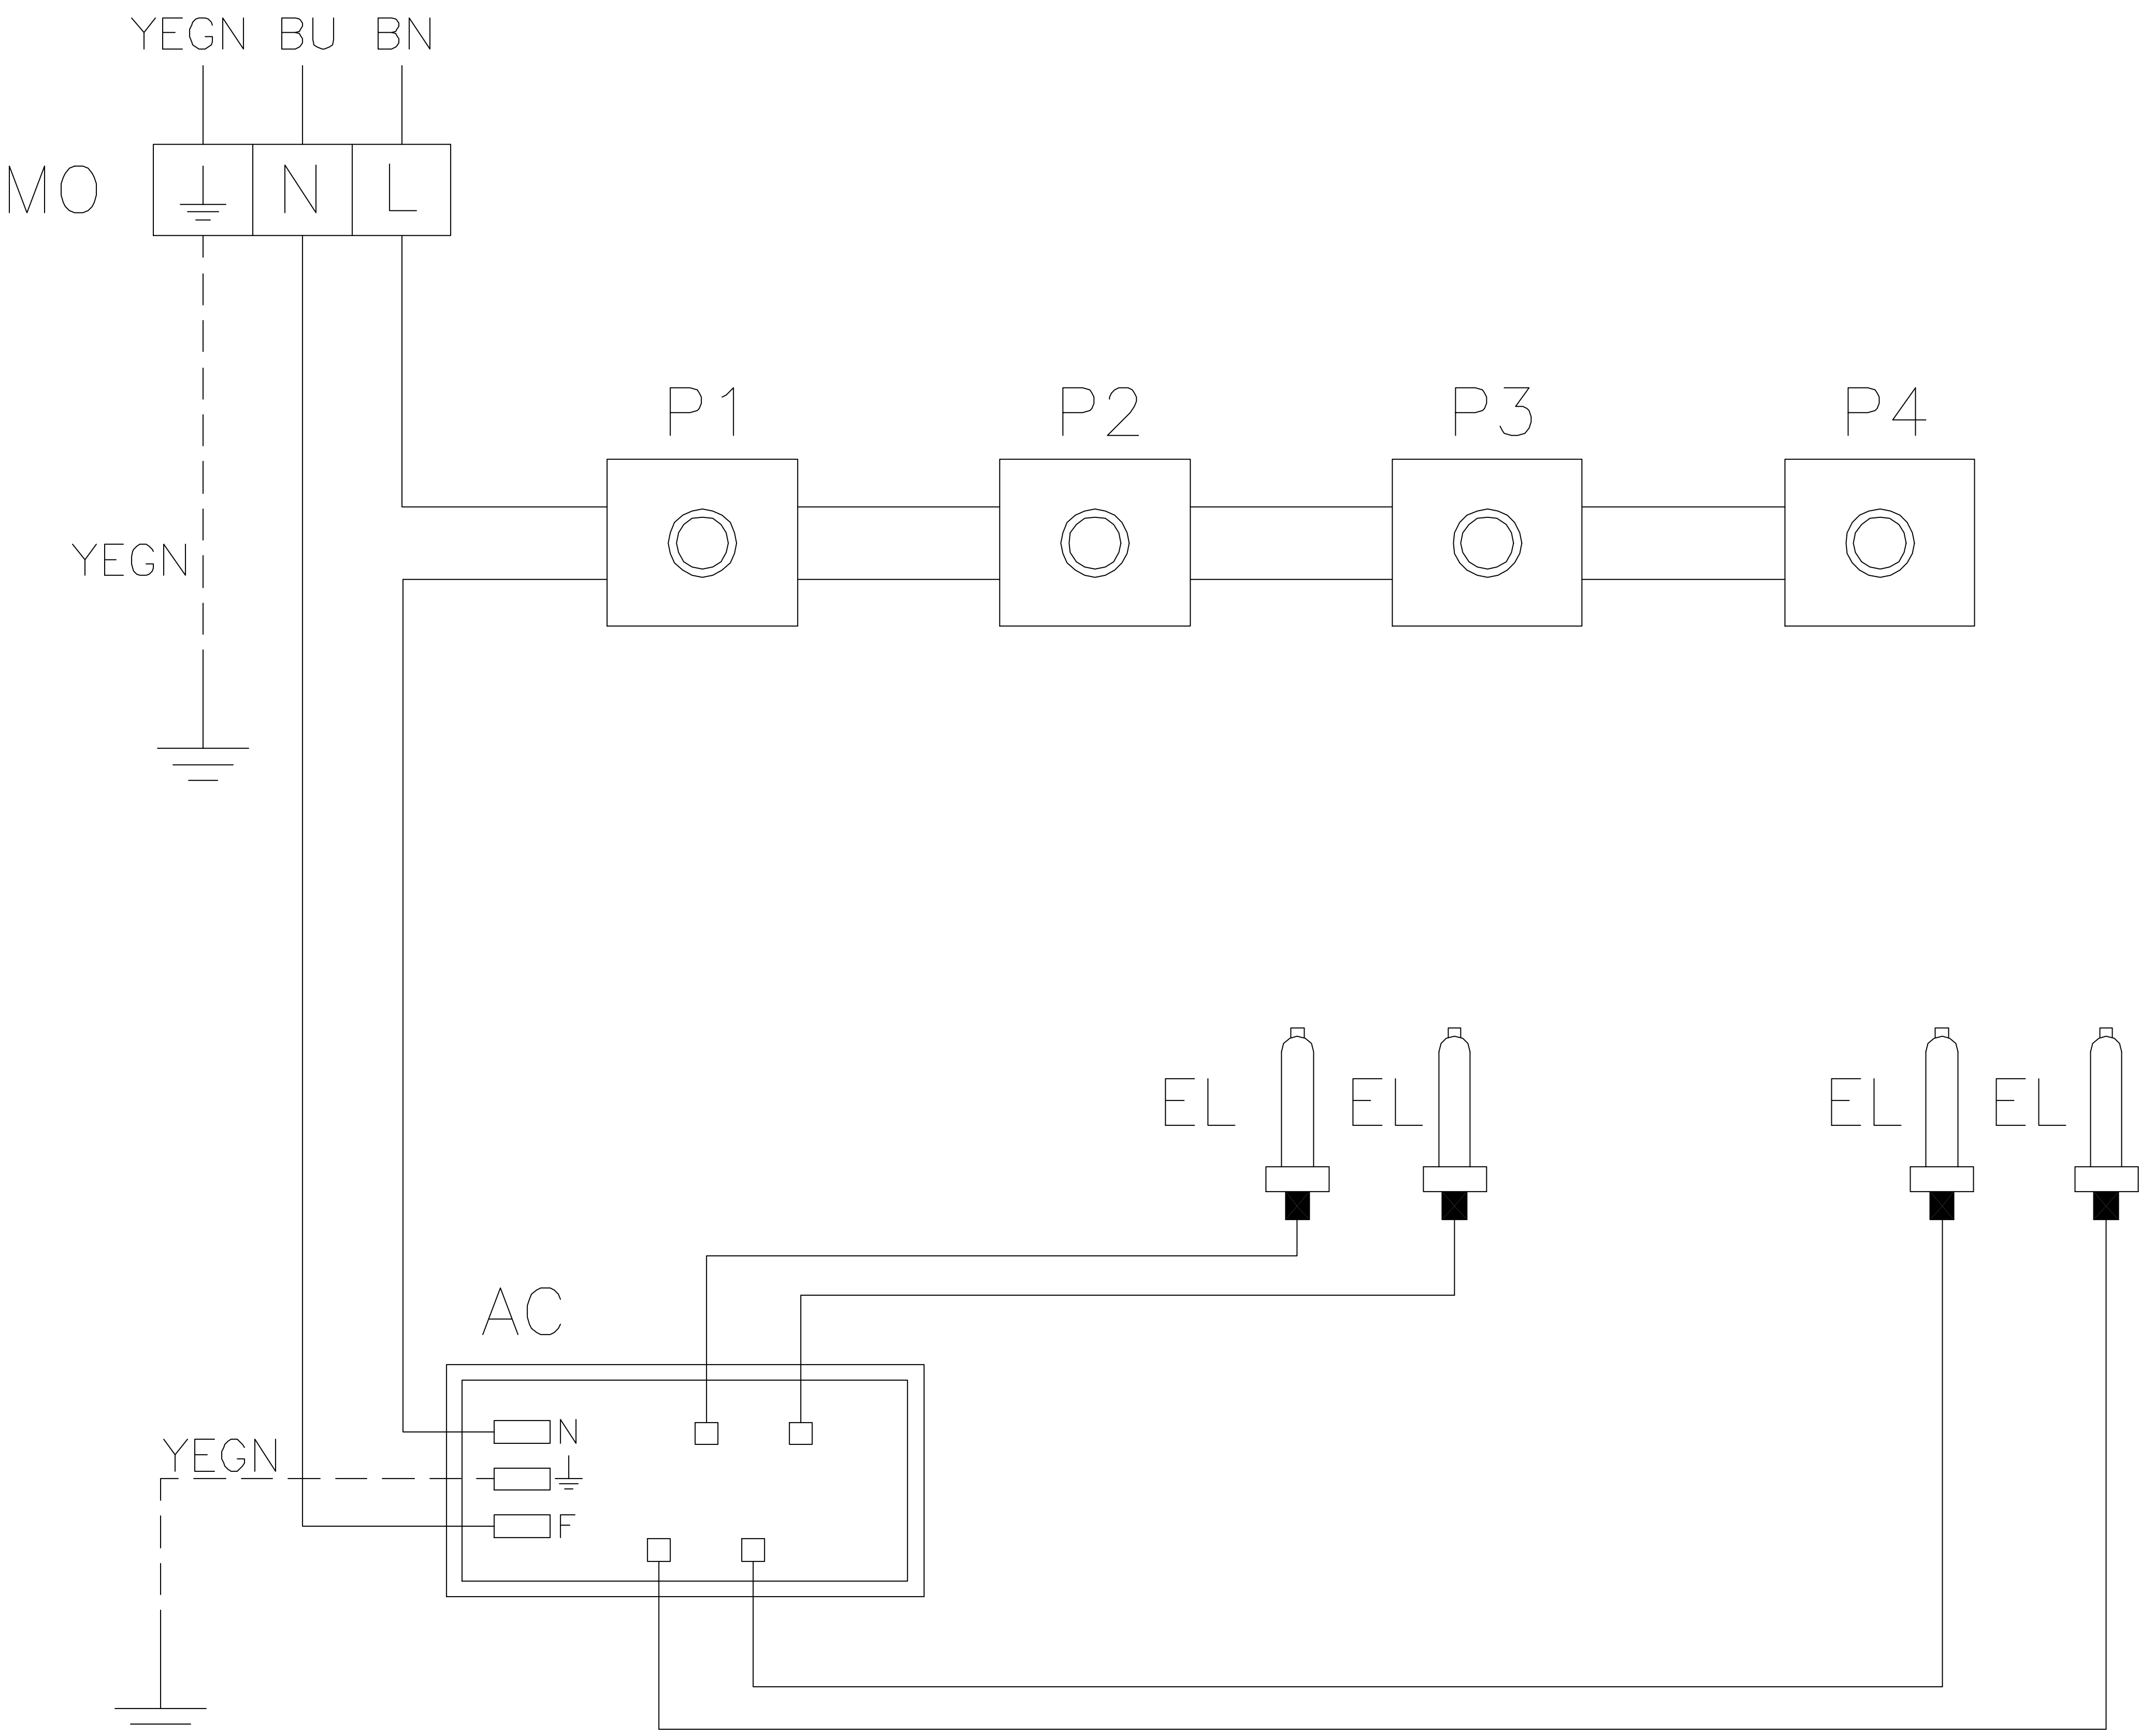 YEGN BU BN
MO N L
P1 P2 P3 P4
YEGN
EL EL EL EL
AC
N
YEGN
F